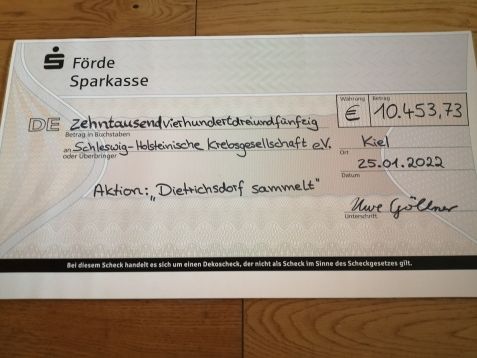 Förde
Sparkasse
Währung Betrag
DE Zehntausendvierhundertdreiundfünfzig € 10.453,73
Betrag in Buchstaben
an Schleswig-Holsteinische Krebsgesellschaft e.V. Kiel
oder Überbringer Ort
25.01.2022
Datum
Aktion: „Dietrichsdorf sammelt"
Uwe Göllner
Unterschrift
Bei diesem Scheck handelt es sich um einen Dekoscheck, der nicht als Scheck im Sinne des Scheckgesetzes gilt.